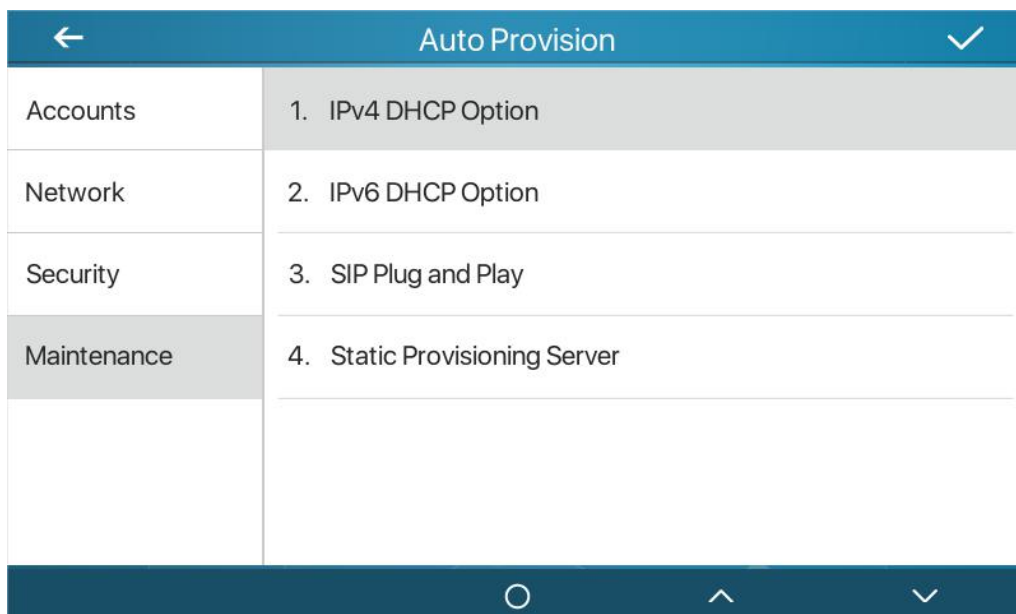 Auto Provision
Accounts
Network
Security
Maintenance
1. IPv4 DHCP Option
2. IPv6 DHCP Option
3. SIP Plug and Play
4. Static Provisioning Server